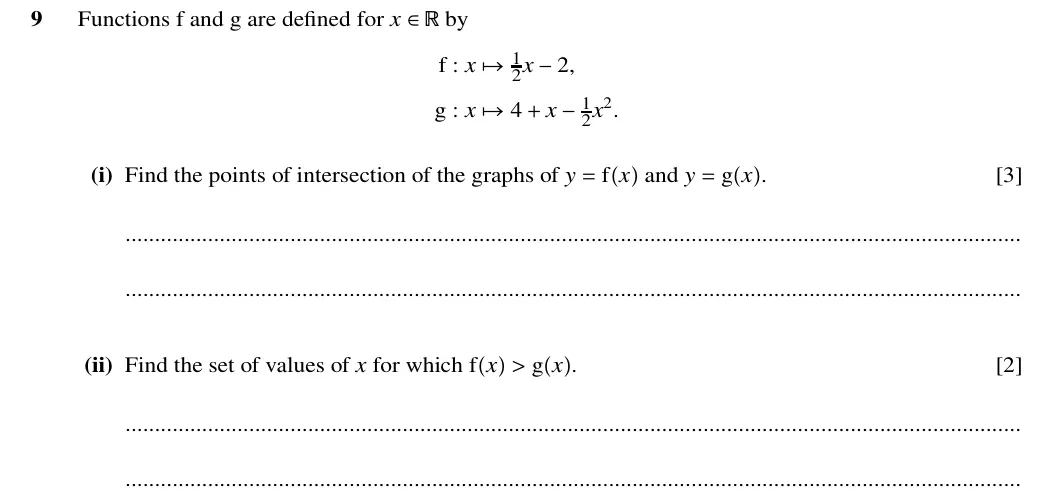 9 Functions f and g are defined for x ∈ ℝ by
f : x ↦ ½x − 2,
g : x ↦ 4 + x − ½x².
(i) Find the points of intersection of the graphs of y = f(x) and y = g(x). [3]
(ii) Find the set of values of x for which f(x) > g(x). [2]